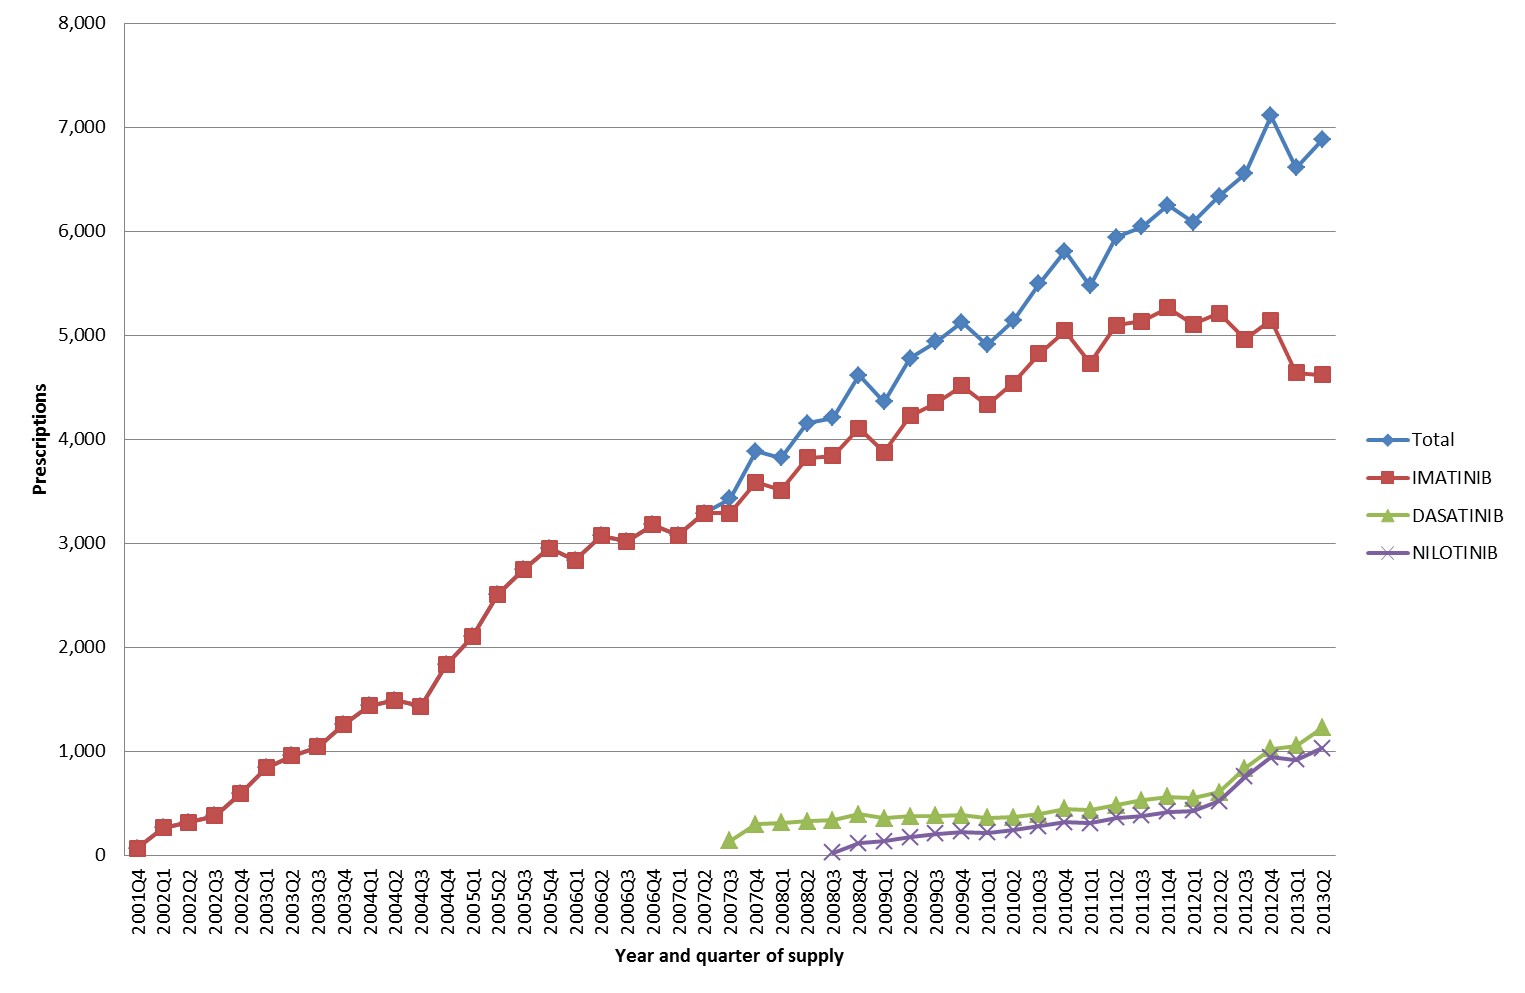 8,000
7,000
6,000
5,000
4,000
3,000
2,000
1,000
0
Prescriptions
2001Q4
2002Q1
2002Q2
2002Q3
2002Q4
2003Q1
2003Q2
2003Q3
2003Q4
2004Q1
2004Q2
2004Q3
2004Q4
2005Q1
2005Q2
2005Q3
2005Q4
2006Q1
2006Q2
2006Q3
2006Q4
2007Q1
2007Q2
2007Q3
2007Q4
2008Q1
2008Q2
2008Q3
2008Q4
2009Q1
2009Q2
2009Q3
2009Q4
2010Q1
2010Q2
2010Q3
2010Q4
2011Q1
2011Q2
2011Q3
2011Q4
2012Q1
2012Q2
2012Q3
2012Q4
2013Q1
2013Q2
Year and quarter of supply
Total
IMATINIB
DASATINIB
NILOTINIB